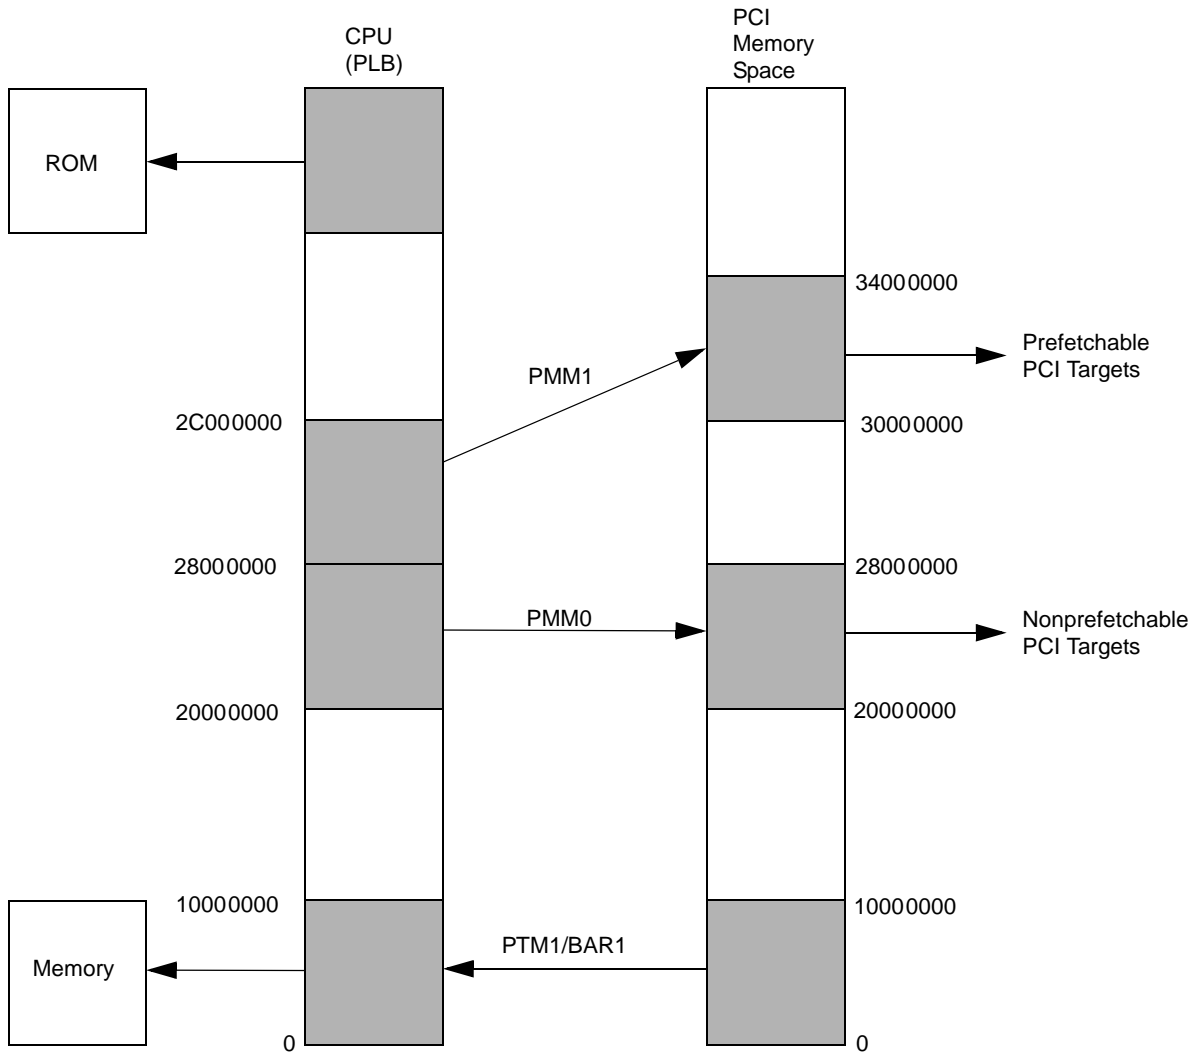 CPU
(PLB)
PCI
Memory
Space
ROM
34000000
Prefetchable
PCI Targets
PMM1
2C000000
30000000
28000000
28000000
PMM0
Nonprefetchable
PCI Targets
20000000
20000000
10000000
10000000
PTM1/BAR1
Memory
0
0